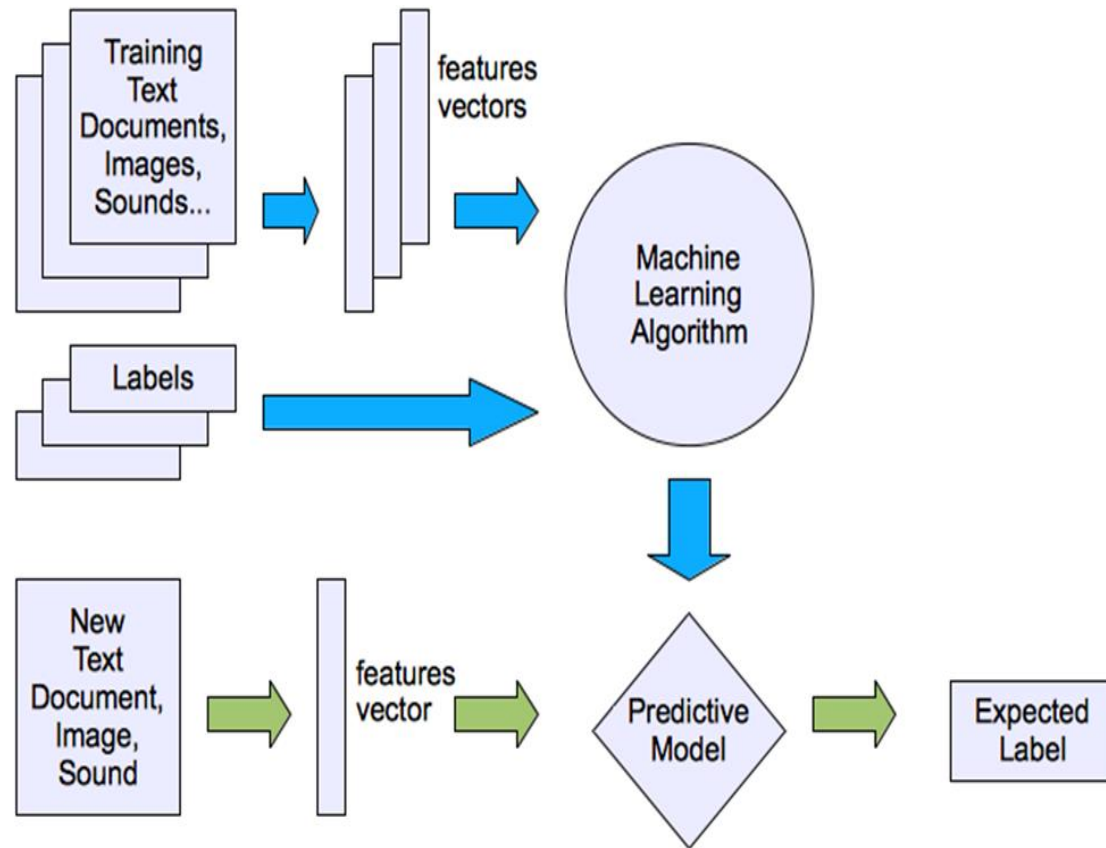 Training
Text
Documents,
Images,
Sounds...
features
vectors
Machine
Learning
Algorithm
Labels
New
Text
Document,
Image,
Sound
features
vector
Predictive
Model
Expected
Label